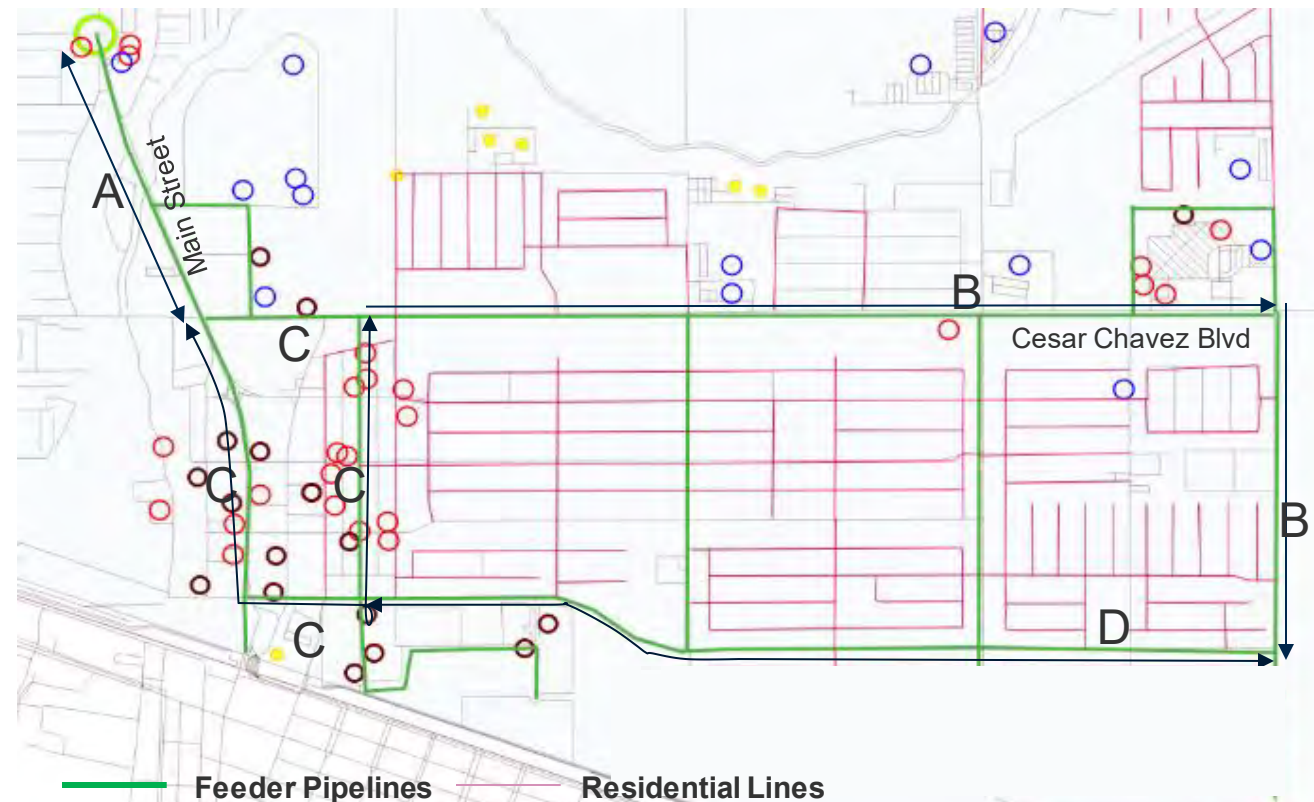 A
Main Street
B
C
Cesar Chavez Blvd
C
C
B
C
D
Feeder Pipelines
Residential Lines